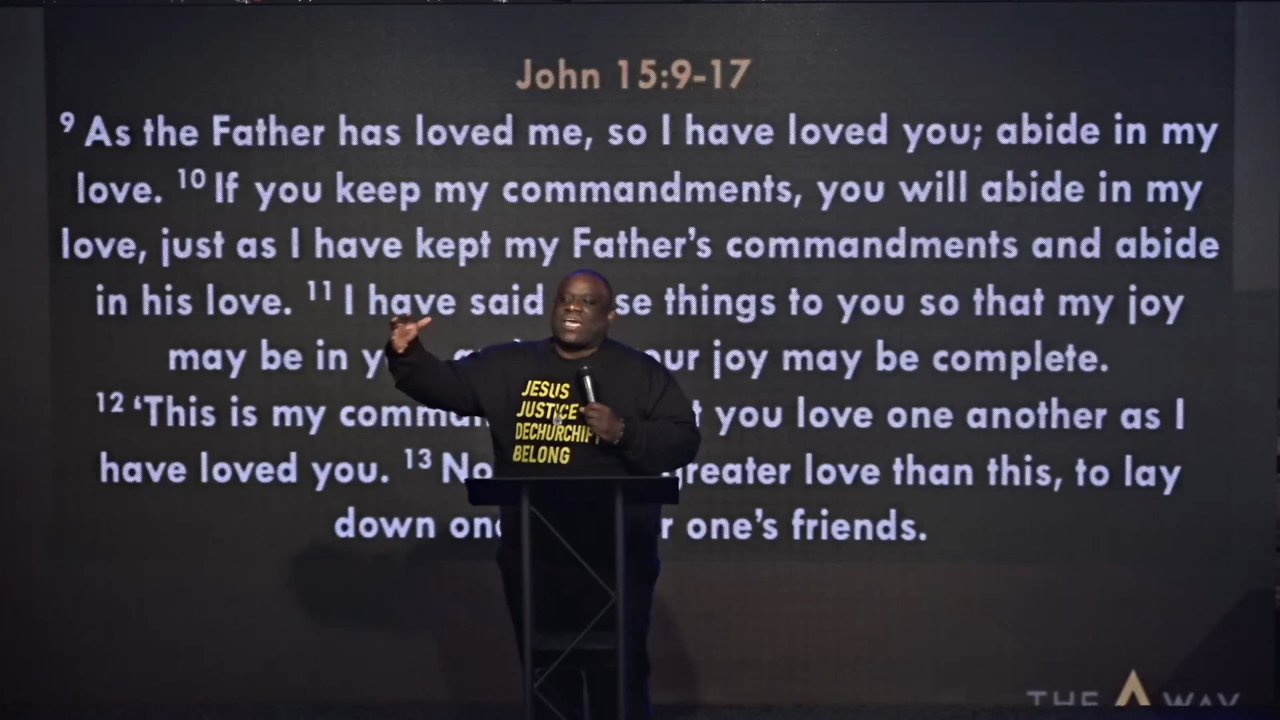 John 15:9-17
9 As the Father has loved me, so I have loved you; abide in my
love. 10 If you keep my commandments, you will abide in my
love, just as I have kept my Father’s commandments and abide
in his love. 11 I have said se things to you so that my joy
may be in y our joy may be complete.
12 ‘This is my comman t you love one another as I
have loved you. 13 No greater love than this, to lay
down one r one’s friends.
JESUS
JUSTICE
DECHURCHIF
BELONG
THE WAY